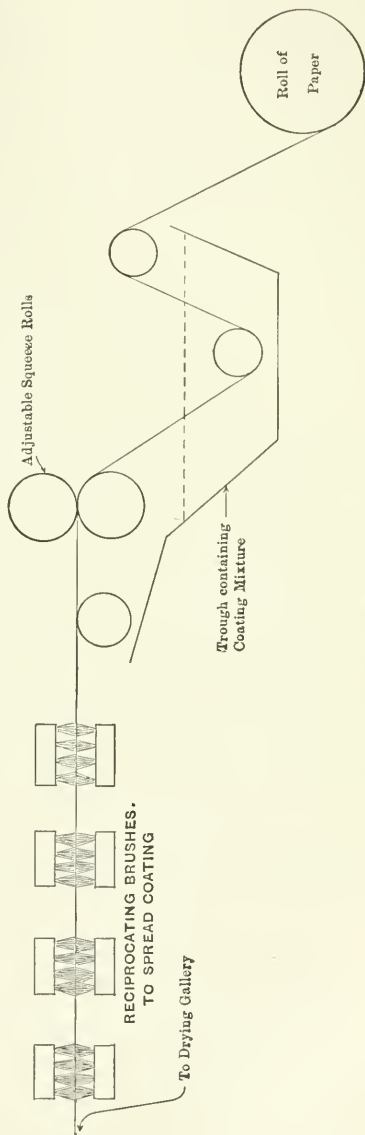 Roll of
Paper
Adjustable Squeeze Rolls
Trough containing
Coating Mixture
RECIPROCATING BRUSHES.
TO SPREAD COATING
To Drying Gallery